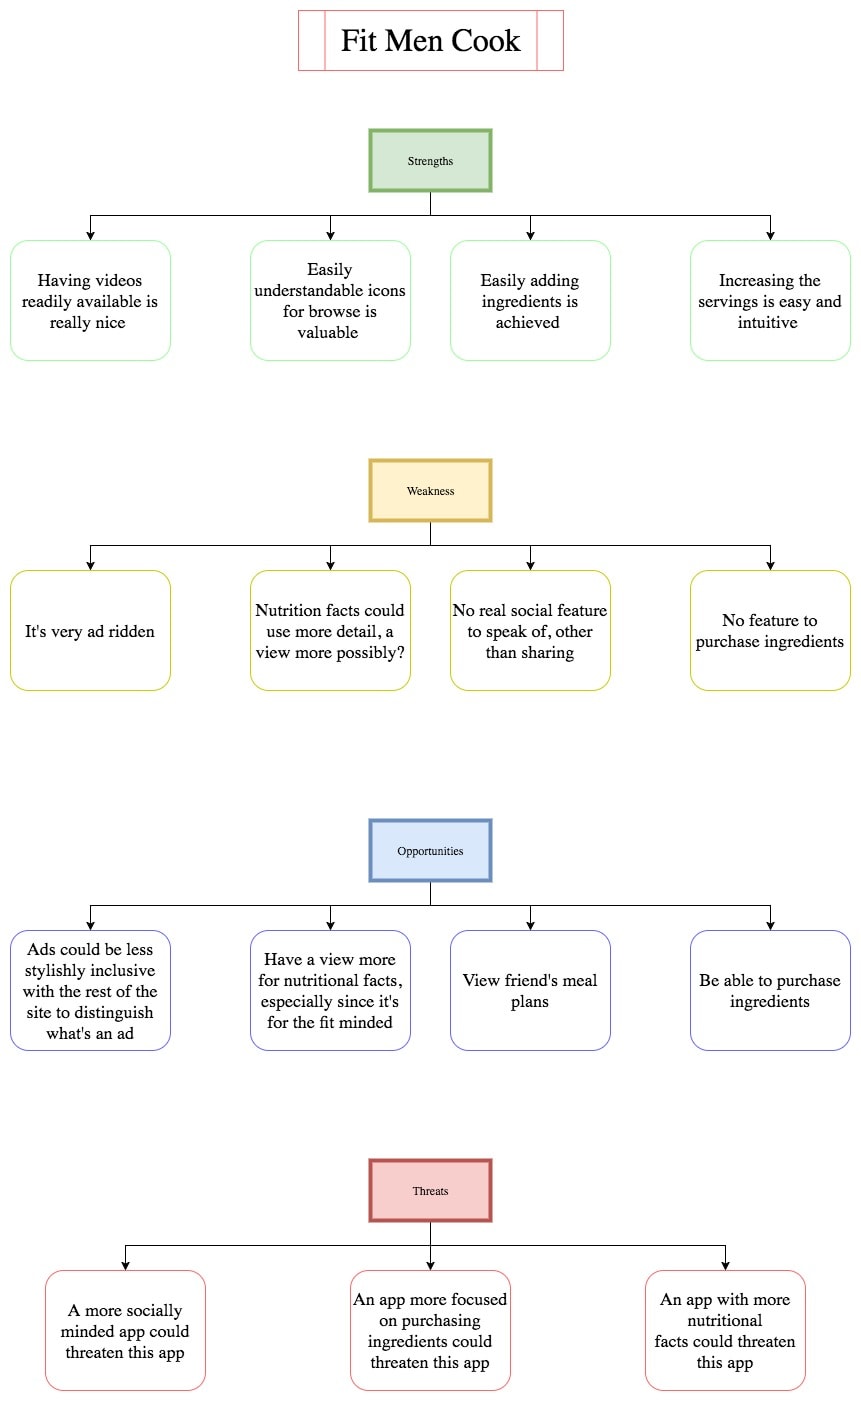 Fit Men Cook
Strengths
Having videos
readily available is
really nice
Easily
understandable icons
for browse is
valuable
Easily adding
ingredients is
achieved
Increasing the
servings is easy and
intuitive
Weakness
It's very ad ridden
Nutrition facts could
use more detail, a
view more possibly?
No real social feature
to speak of, other
than sharing
No feature to
purchase ingredients
Opportunities
Ads could be less
stylishly inclusive
with the rest of the
site to distinguish
what's an ad
Have a view more
for nutritional facts,
especially since it's
for the fit minded
View friend's meal
plans
Be able to purchase
ingredients
Threats
A more socially
minded app could
threaten this app
An app more focused
on purchasing
ingredients could
threaten this app
An app with more
nutritional
facts could threaten
this app